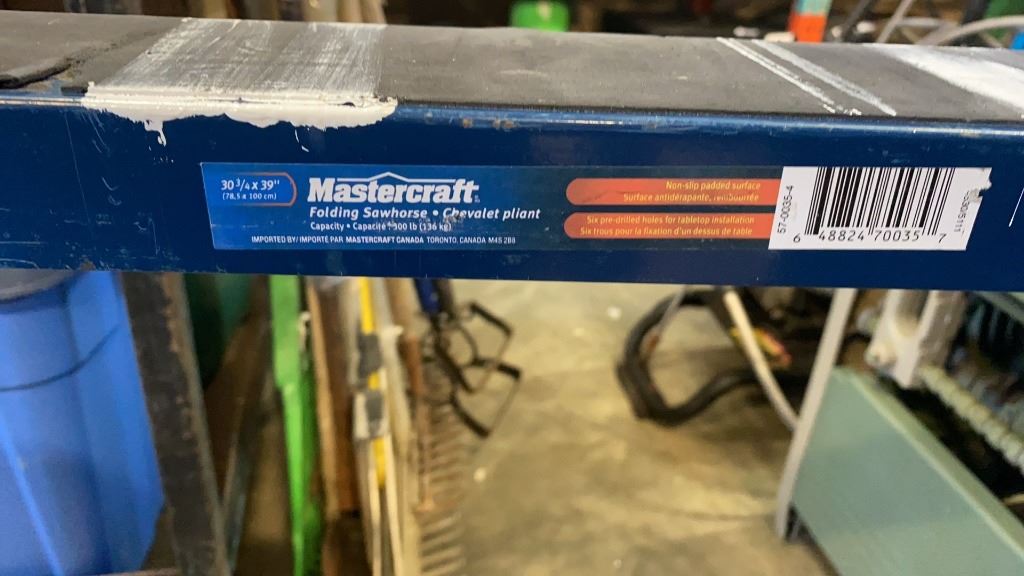 30 3/4 x 39"
(78,5 x 100 cm)
Mastercraft
Folding Sawhorse • Chevalet pliant
Capacity • Capacité 300 lb (136 kg)
IMPORTED BY/IMPORTÉ PAR MASTERCRAFT CANADA TORONTO, CANADA M4S 2B8
Non-slip padded surface
Surface antidérapante, rembourrée
Six pre-drilled holes for tabletop installation
Six trous pour la fixation d'un dessus de table
57-0035-4
6 48824 70035 7